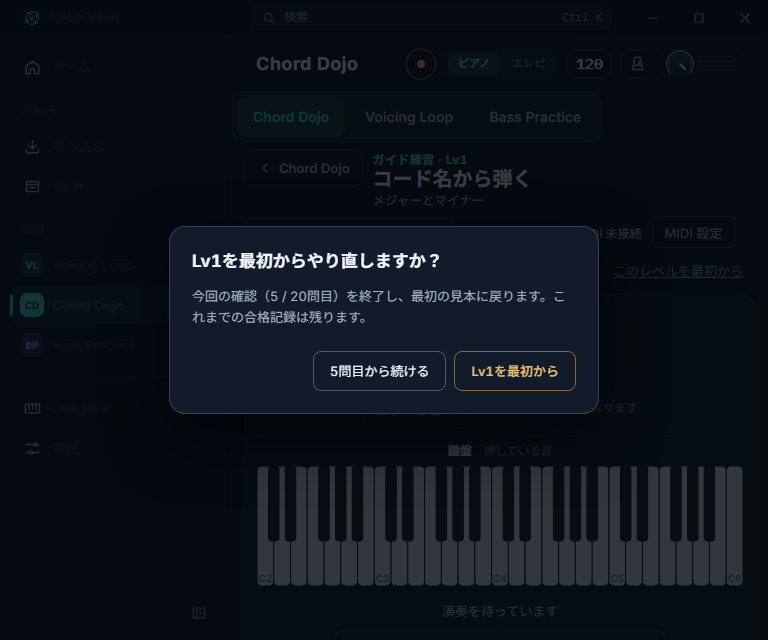 Loop Vault
検索
Ctrl K
ホーム
取り込む
Vault
VL
Voicing Loop
CD
Chord Dojo
BP
Bass Practice
Live MIDI
設定
Chord Dojo
ピアノ
エレピ
120
Chord Dojo
Voicing Loop
Bass Practice
Chord Dojo
ガイド練習 · Lv1
コード名から弾く
メジャーとマイナー
未接続
MIDI 設定
このレベルを最初から
Lv1を最初からやり直しますか？
今回の確認（5 / 20問目）を終了し、最初の見本に戻ります。こ
れまでの合格記録は残ります。
5問目から続ける
Lv1を最初から
なります
鍵盤 押している音
C2
C3
C4
C5
C6
演奏を待っています